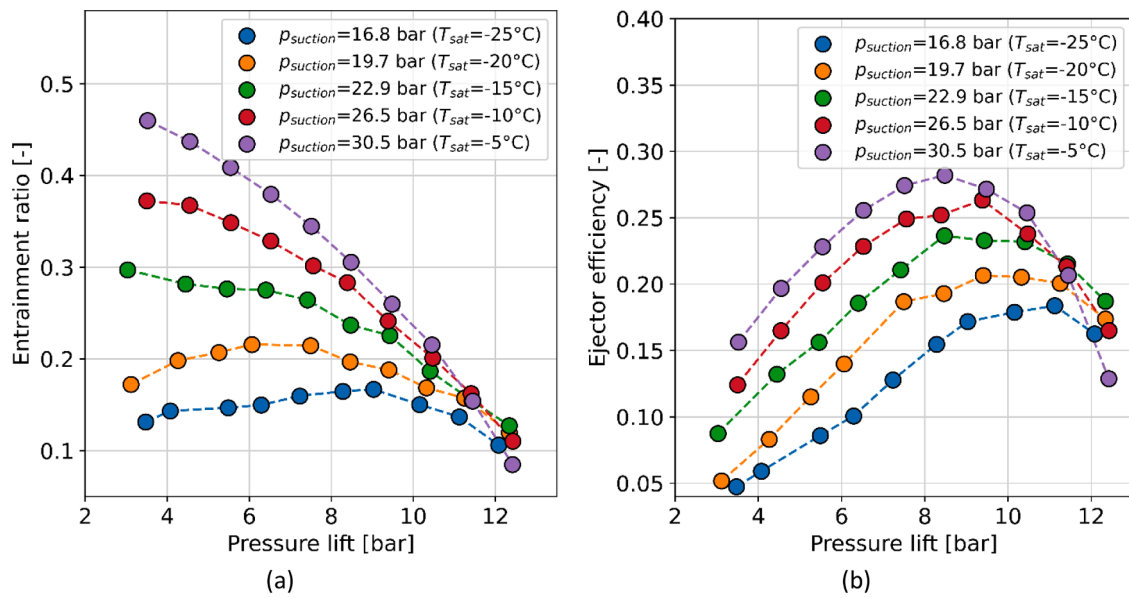 p_suction=16.8 bar (T_sat=-25°C)
p_suction=19.7 bar (T_sat=-20°C)
p_suction=22.9 bar (T_sat=-15°C)
p_suction=26.5 bar (T_sat=-10°C)
p_suction=30.5 bar (T_sat=-5°C)
Entrainment ratio [-]
0.5
0.4
0.3
0.2
0.1
2 4 6 8 10 12
Pressure lift [bar]
(a)
p_suction=16.8 bar (T_sat=-25°C)
p_suction=19.7 bar (T_sat=-20°C)
p_suction=22.9 bar (T_sat=-15°C)
p_suction=26.5 bar (T_sat=-10°C)
p_suction=30.5 bar (T_sat=-5°C)
Ejector efficiency [-]
0.40
0.35
0.30
0.25
0.20
0.15
0.10
0.05
2 4 6 8 10 12
Pressure lift [bar]
(b)